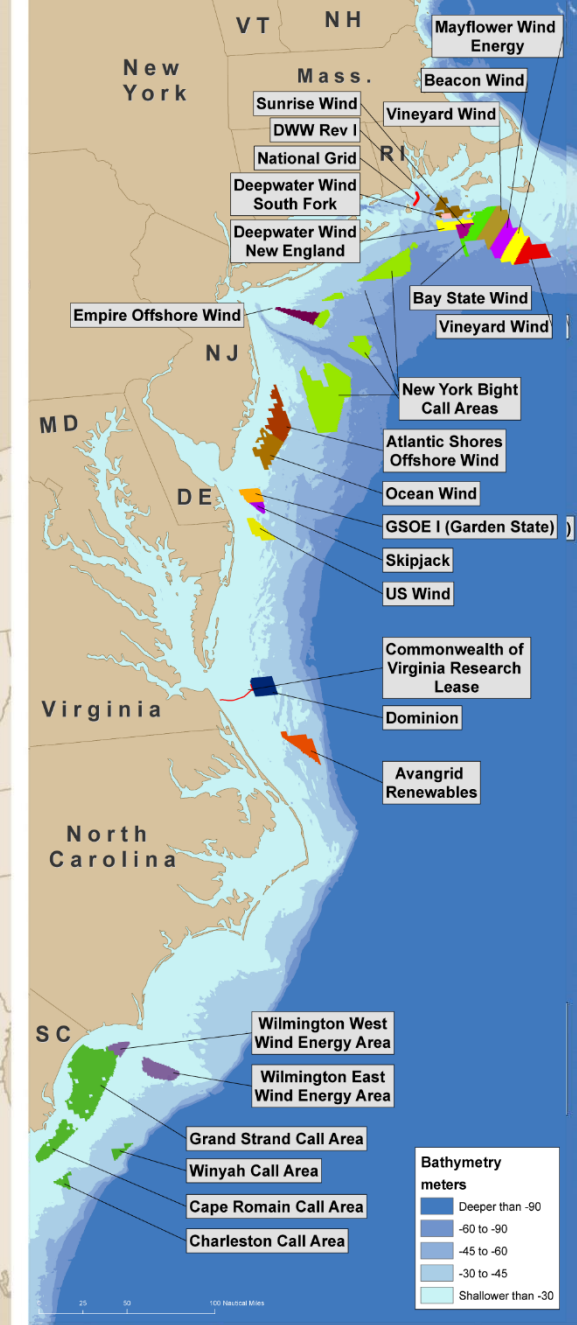 VT
NH
Mayflower Wind
Energy
New
York
Mass.
Beacon Wind
Sunrise Wind
Vineyard Wind
DWW Rev I
RI
National Grid
Deepwater Wind
South Fork
Deepwater Wind
New England
Bay State Wind
Empire Offshore Wind
Vineyard Wind
)
NJ
New York Bight
Call Areas
MD
Atlantic Shores
Offshore Wind
DE
Ocean Wind
GSOE I (Garden State)
)
Skipjack
US Wind
Commonwealth of
Virginia Research
Lease
Virginia
Dominion
Avangrid
Renewables
North
Carolina
SC
Wilmington West
Wind Energy Area
Wilmington East
Wind Energy Area
Grand Strand Call Area
Winyah Call Area
Cape Romain Call Area
Charleston Call Area
Bathymetry
meters
Deeper than -90
-60 to -90
-45 to -60
-30 to -45
Shallower than -30
0
25
50
100 Nautical Miles